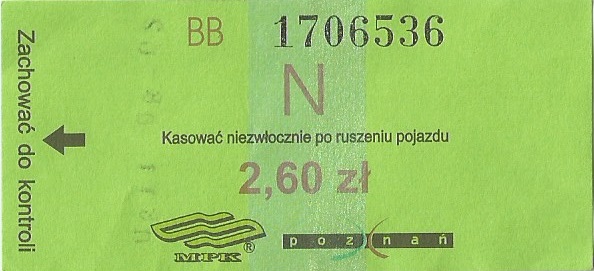 BB 1706536
N
Kasować niezwłocznie po ruszeniu pojazdu
2,60 zł
MPK ®
poznań
Zachować do kontroli